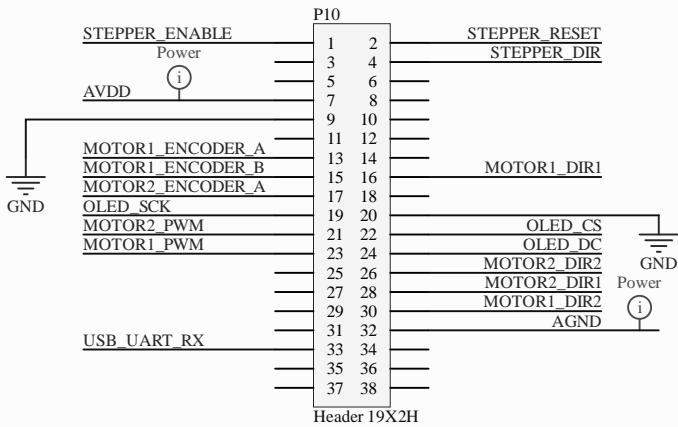 P10
STEPPER_ENABLE 1 2 STEPPER_RESET
Power 3 4 STEPPER_DIR
i 5 6
AVDD 7 8
9 10
11 12
MOTOR1_ENCODER_A 13 14
MOTOR1_ENCODER_B 15 16 MOTOR1_DIR1
MOTOR2_ENCODER_A 17 18
GND
OLED_SCK 19 20
MOTOR2_PWM 21 22 OLED_CS
MOTOR1_PWM 23 24 OLED_DC
GND
25 26 MOTOR2_DIR2
Power
27 28 MOTOR2_DIR1
29 30 MOTOR1_DIR2
i
31 32 AGND
USB_UART_RX 33 34
35 36
37 38
Header 19X2H